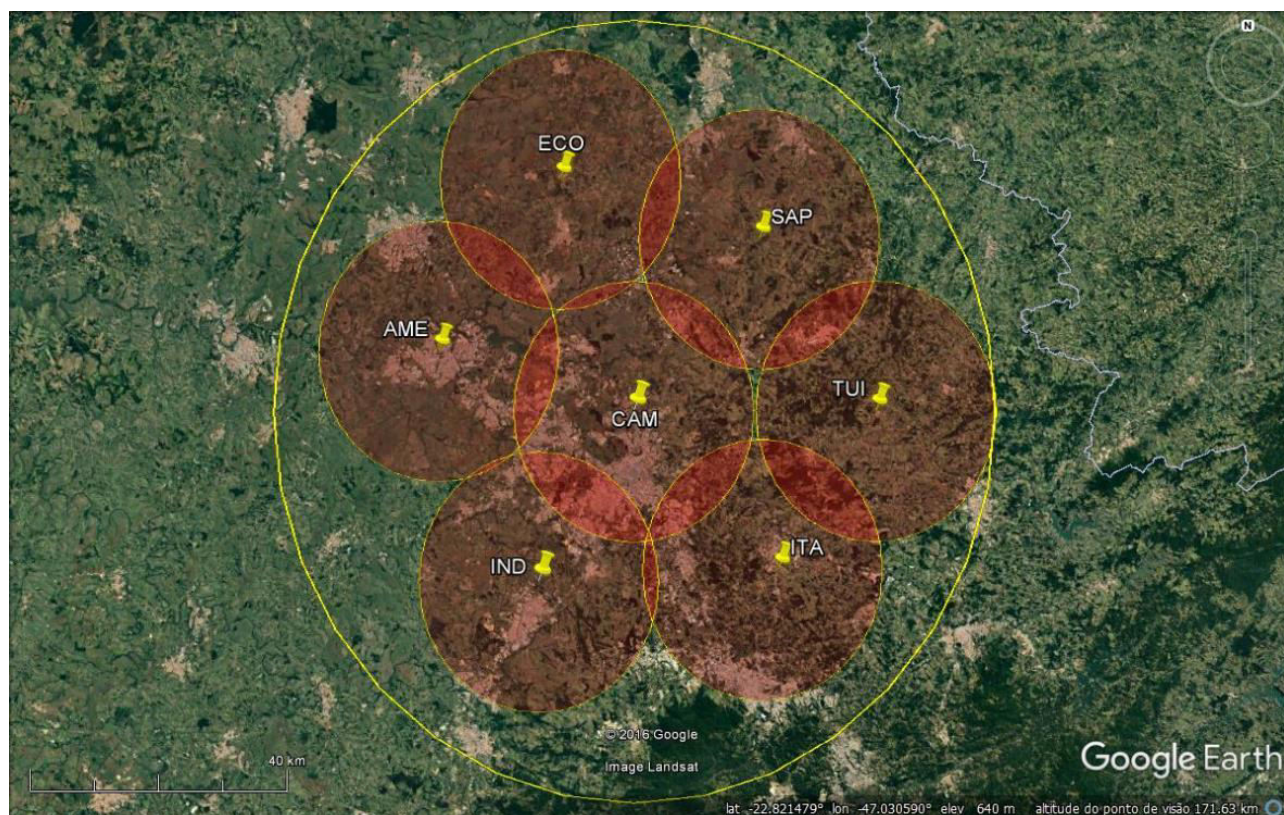 N
ECO
SAP
AME
TUI
CAM
ITA
IND
© 2016 Google
40 km
Image Landsat
Google Earth
lat -22.821479° lon -47.030590° elev 640 m altitude do ponto de visão 171.63 km